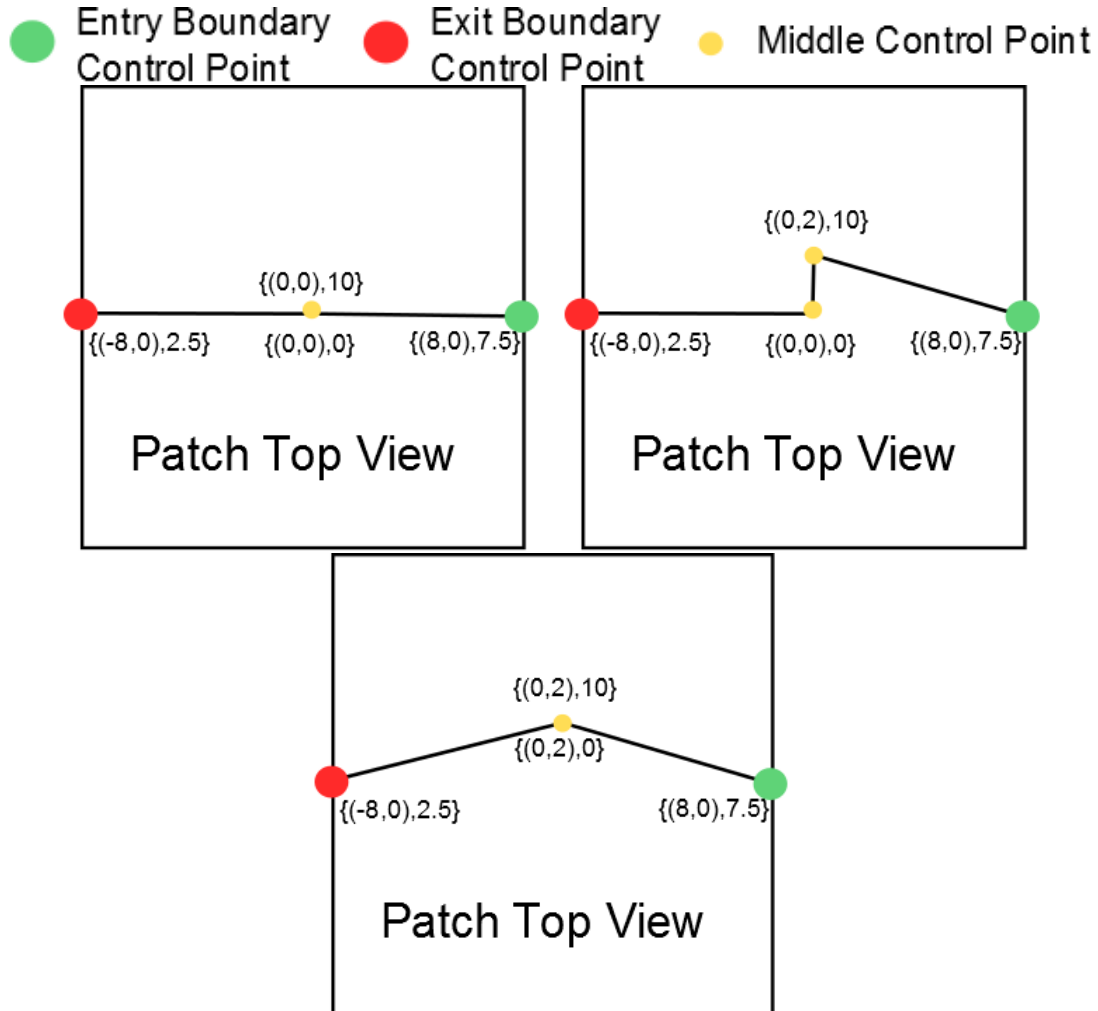 Entry Boundary
Control Point
Exit Boundary
Control Point
Middle Control Point
{(0,0),10}
{(-8,0),2.5}
{(0,0),0}
{(8,0),7.5}
Patch Top View
{(0,2),10}
{(-8,0),2.5}
{(0,0),0}
{(8,0),7.5}
Patch Top View
{(0,2),10}
{(0,2),0}
{(-8,0),2.5}
{(8,0),7.5}
Patch Top View